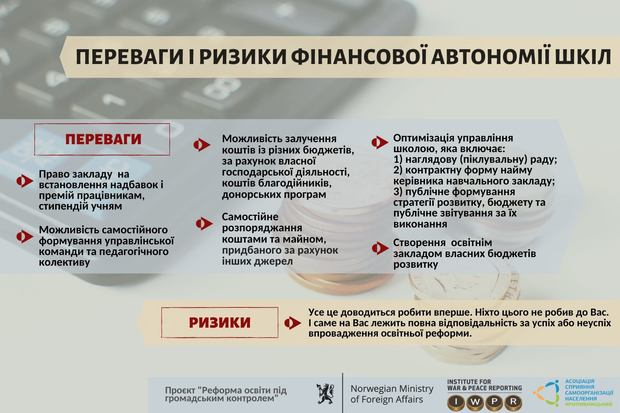 ПЕРЕВАГИ І РИЗИКИ ФІНАНСОВОЇ АВТОНОМІЇ ШКІЛ
ПЕРЕВАГИ
Право закладу на
встановлення надбавок і
премій працівникам,
стипендій учням
Можливість самостійного
формування управлінської
команди та педагогічного
колективу
Можливість залучення
коштів із різних бюджетів,
за рахунок власної
господарської діяльності,
коштів благодійників,
донорських програм
Самостійне
розпоряджання
коштами та майном,
придбаного за рахунок
інших джерел
Оптимізація управління
школою, яка включає:
1) наглядову (піклувальну) раду;
2) контрактну форму найму
керівника навчального закладу;
3) публічне формування
стратегії розвитку, бюджету та
публічне звітування за їх
виконання
Створення освітнім
закладом власних бюджетів
розвитку
РИЗИКИ
Усе це доводиться робити вперше. Ніхто цього не робив до Вас.
І саме на Вас лежить повна відповідальність за успіх або неуспіх
впровадження освітньої реформи.
Проєкт "Реформа освіти під
громадським контролем"
Norwegian Ministry
of Foreign Affairs
INSTITUTE FOR
WAR & PEACE REPORTING
I W P R
АСОЦІАЦІЯ
СПРИЯННЯ
САМООРГАНІЗАЦІЇ
НАСЕЛЕННЯ
КРОПИВНИЦЬКИЙ